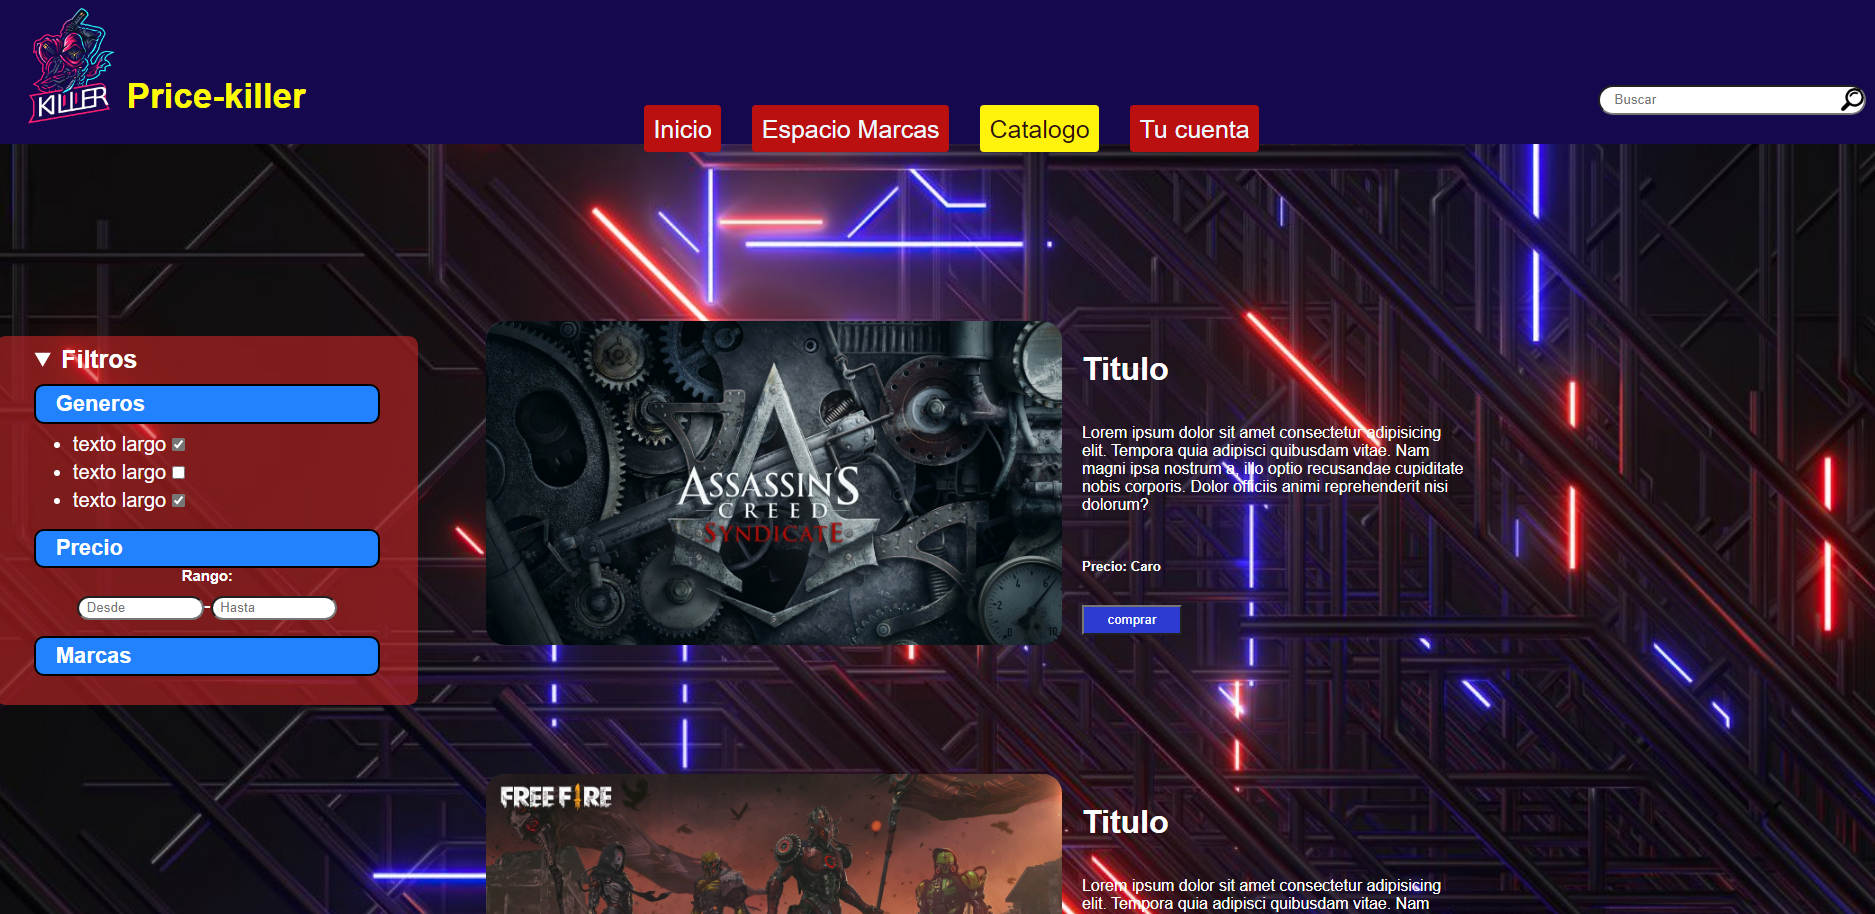 KILLER
Price-killer
Inicio
Espacio Marcas
Catalogo
Tu cuenta
Buscar
Filtros
Generos
texto largo
texto largo
texto largo
Precio
Rango:
Desde - Hasta
Marcas
ASSASSIN'S
CREED
SYNDICATE
Titulo
Lorem ipsum dolor sit amet consectetur adipisicing
elit. Tempora quia adipisci quibusdam vitae. Nam
magni ipsa nostrum a, illo optio recusandae cupiditate
nobis corporis. Dolor officiis animi reprehenderit nisi
dolorum?
Precio: Caro
comprar
FREE FIRE
Titulo
Lorem ipsum dolor sit amet consectetur adipisicing
elit. Tempora quia adipisci quibusdam vitae. Nam